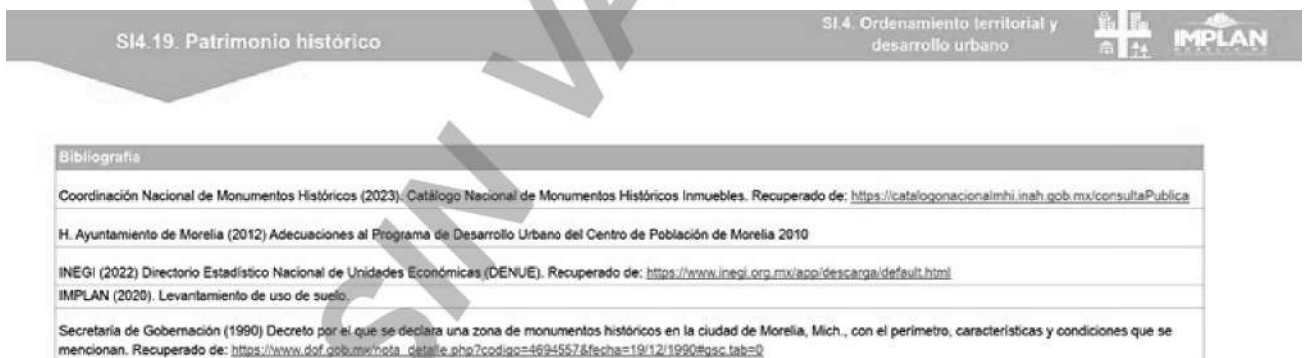 SI4.19. Patrimonio histórico
SI.4. Ordenamiento territorial y
desarrollo urbano
IMPLAN
SIN VA
Bibliografía
Coordinación Nacional de Monumentos Históricos (2023). Catálogo Nacional de Monumentos Históricos Inmuebles. Recuperado de: https://catalogonacionalmhi.inah.gob.mx/consultaPublica
H. Ayuntamiento de Morelia (2012) Adecuaciones al Programa de Desarrollo Urbano del Centro de Población de Morelia 2010
INEGI (2022) Directorio Estadístico Nacional de Unidades Económicas (DENUE). Recuperado de: https://www.inegi.org.mx/app/descarga/default.html
IMPLAN (2020). Levantamiento de uso de suelo.
Secretaría de Gobernación (1990) Decreto por el que se declara una zona de monumentos históricos en la ciudad de Morelia, Mich., con el perímetro, características y condiciones que se
mencionan. Recuperado de: https://www.dof.gob.mx/nota_detalle.php?codigo=4694557&fecha=19/12/1990#gsc.tab=0